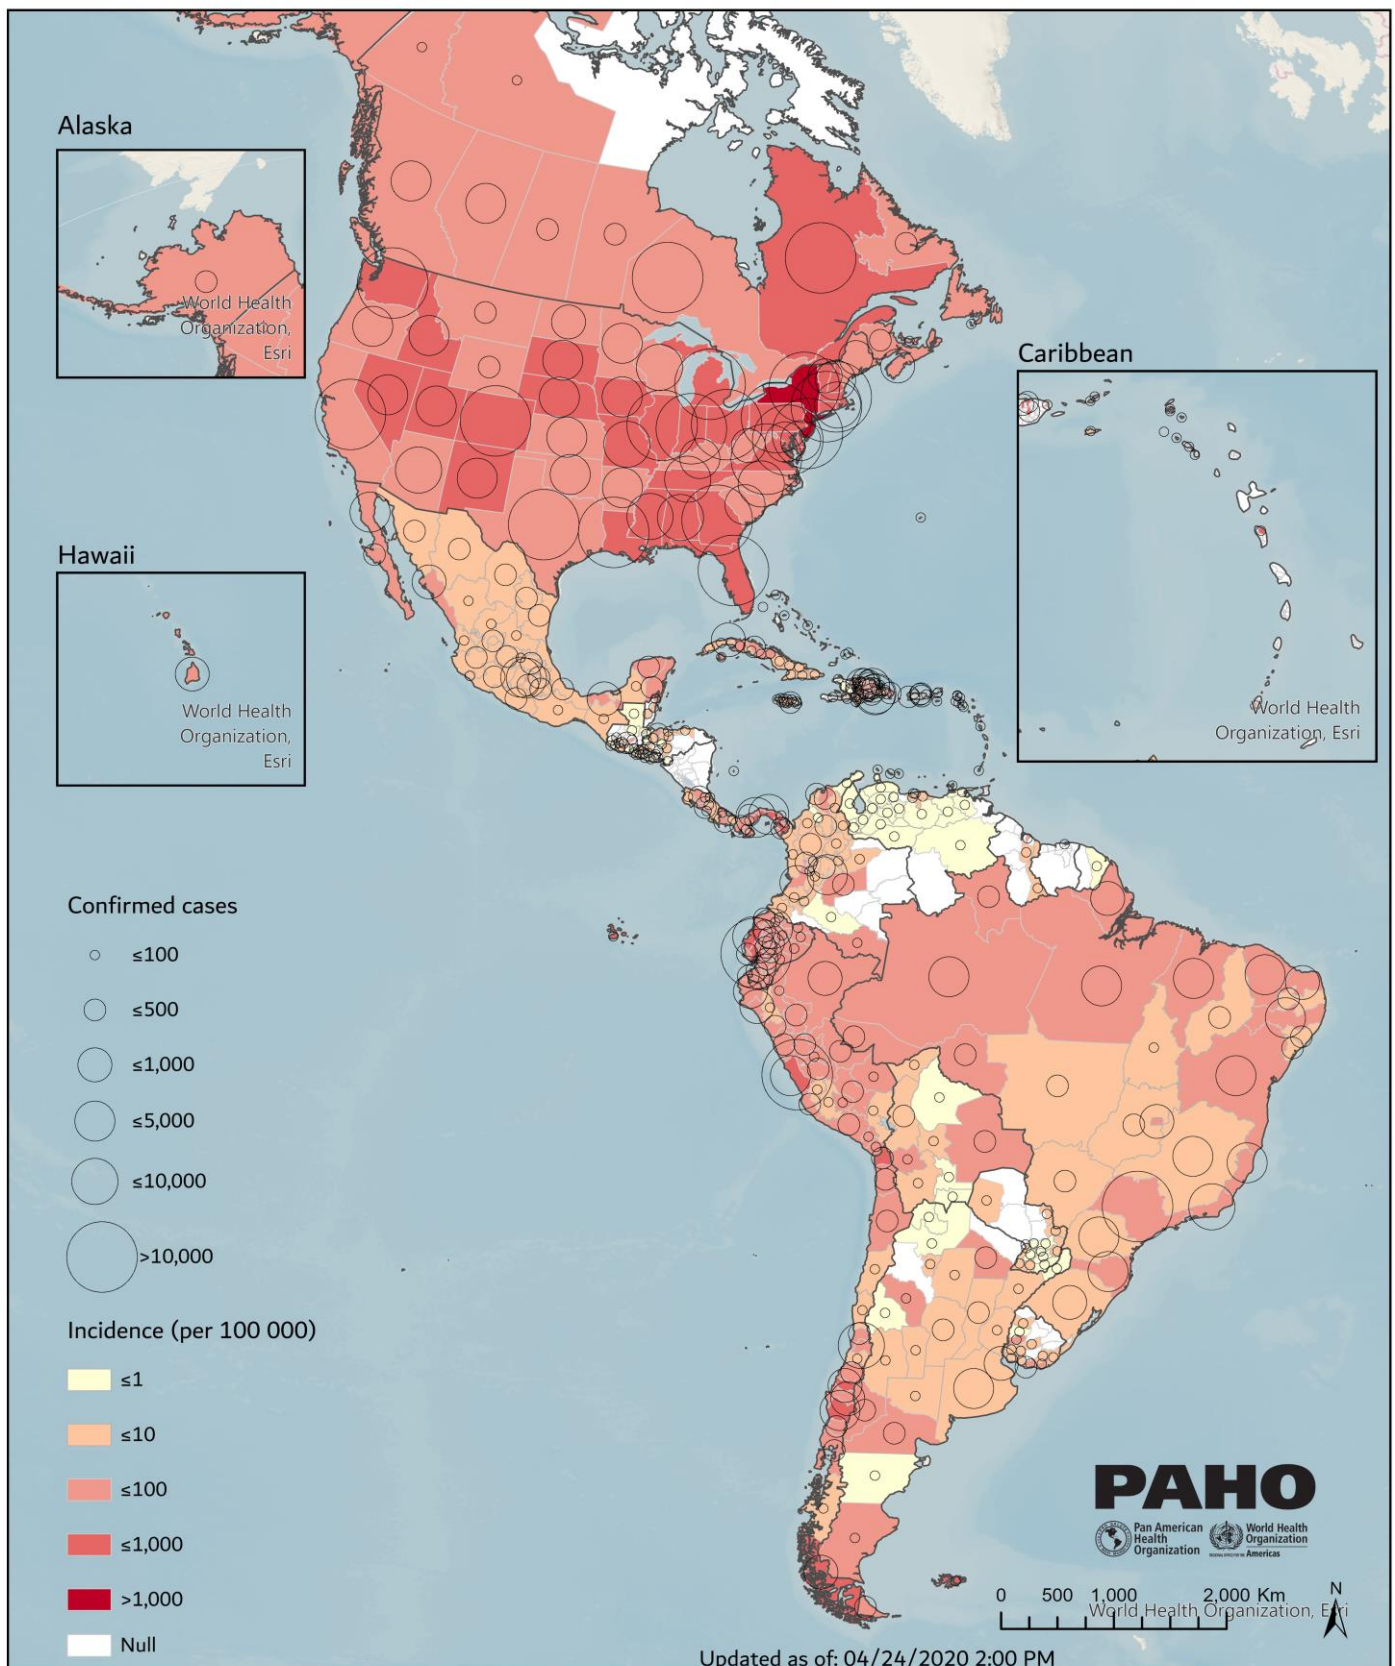 Alaska
World Health
Organization,
Esri
Caribbean
World Health
Organization, Esri
Hawaii
World Health
Organization,
Esri
Confirmed cases
≤100
≤500
≤1,000
≤5,000
≤10,000
>10,000
Incidence (per 100 000)
≤1
≤10
≤100
≤1,000
>1,000
Null
PAHO
Pan American
Health
Organization
World Health
Organization
Americas
0 500 1,000 2,000 Km
N
World Health Organization, Esri
Updated as of: 04/24/2020 2:00 PM